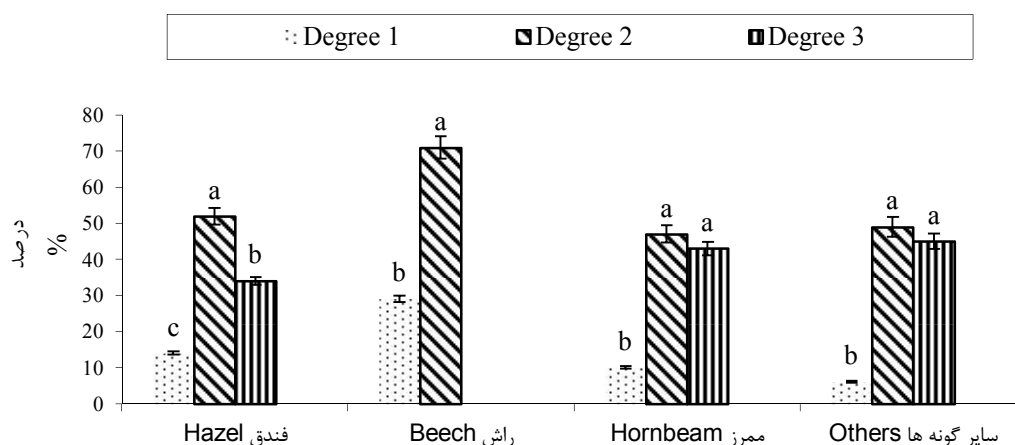 Degree 1 Degree 2 Degree 3
80
70
60
50
40
30
20
10
0
درصد
%
c a b
b a
b a a
b a a
Hazel فندق
Beech راش
Hornbeam ممرز
Others سایر گونه ها